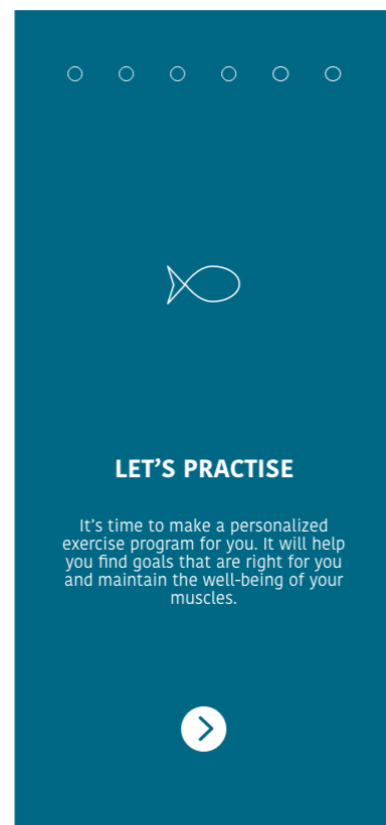 LET’S PRACTISE
It’s time to make a personalized
exercise program for you. It will help
you find goals that are right for you
and maintain the well-being of your
muscles.